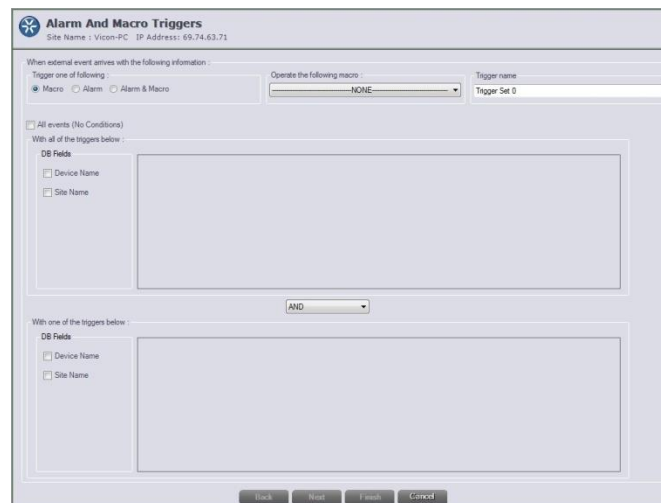 Alarm And Macro Triggers
Site Name : Vicon-PC IP Address: 69.74.63.71
When external event arrives with the following information :
Trigger one of following :
Macro Alarm Alarm & Macro
Operate the following macro :
NONE
Trigger name
Trigger Set 0
All events (No Conditions)
With all of the triggers below :
DB Fields
Device Name
Site Name
AND
With one of the triggers below :
DB Fields
Device Name
Site Name
Back Next Finish Cancel